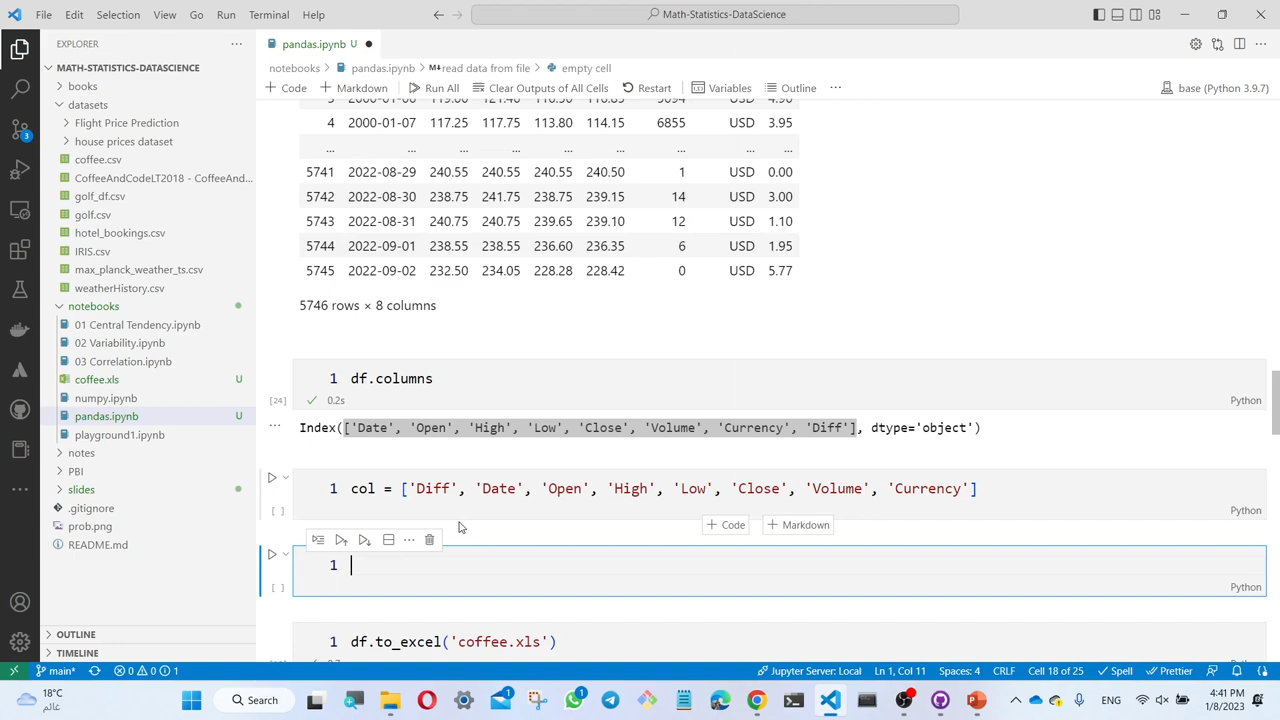 File Edit Selection View Go Run Terminal Help
Math-Statistics-DataScience
EXPLORER
MATH-STATISTICS-DATASCIENCE
books
datasets
Flight Price Prediction
house prices dataset
coffee.csv
CoffeeAndCodeLT2018 - CoffeeAnd...
golf_df.csv
golf.csv
hotel_bookings.csv
IRIS.csv
max_planck_weather_ts.csv
weatherHistory.csv
notebooks
01 Central Tendency.ipynb
02 Variability.ipynb
03 Correlation.ipynb
coffee.xls U
numpy.ipynb
pandas.ipynb U
playground1.ipynb
notes
PBI
slides
.gitignore
prob.png
README.md
OUTLINE
TIMELINE
pandas.ipynb U
notebooks > pandas.ipynb > read data from file > empty cell
+ Code + Markdown Run All Clear Outputs of All Cells Restart Variables Outline ... base (Python 3.9.7)
4 2000-01-07 117.25 117.75 113.80 114.15 6855 USD 3.95
... ... ... ... ... ... ... ... ...
5741 2022-08-29 240.55 240.55 240.55 240.50 1 USD 0.00
5742 2022-08-30 238.75 241.75 238.75 239.15 14 USD 3.00
5743 2022-08-31 240.75 240.75 239.65 239.10 12 USD 1.10
5744 2022-09-01 238.55 238.55 236.60 236.35 6 USD 1.95
5745 2022-09-02 232.50 234.05 228.28 228.42 0 USD 5.77
5746 rows × 8 columns
1 df.columns
[24] 0.2s Python
Index(['Date', 'Open', 'High', 'Low', 'Close', 'Volume', 'Currency', 'Diff'], dtype='object')
1 col = ['Diff', 'Date', 'Open', 'High', 'Low', 'Close', 'Volume', 'Currency']
[ ] Python
+ Code + Markdown
1
[ ] Python
1 df.to_excel('coffee.xls')
Python
main* 0 0 1 Jupyter Server: Local Ln 1, Col 11 Spaces: 4 CRLF Cell 18 of 25 Spell Prettier
18°C
غائم
Search
ENG
4:41 PM
1/8/2023